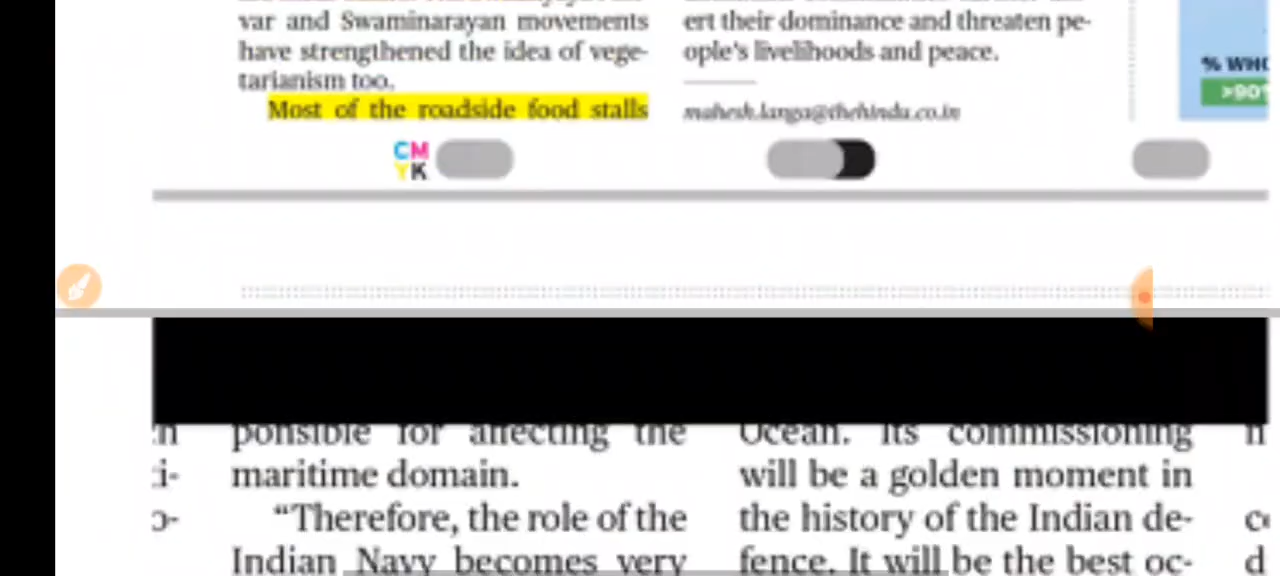 var and Swaminarayan movements
have strengthened the idea of vege-
tarianism too.
Most of the roadside food stalls
ert their dominance and threaten pe-
ople's livelihoods and peace.
mahesh.langa@thehindu.co.in
% WHO
>90%
CM
YK
ponsible for affecting the
maritime domain.
"Therefore, the role of the
Indian Navy becomes very
Ocean. Its commissioning
will be a golden moment in
the history of the Indian de-
fence. It will be the best oc-